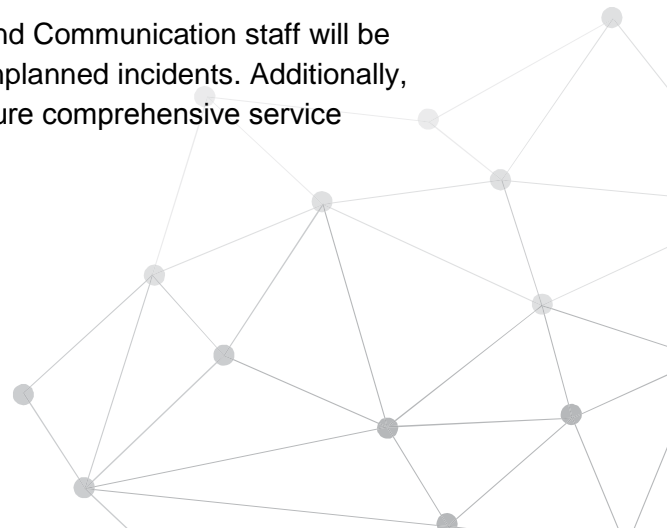 nd Communication staff will be
nplanned incidents. Additionally,
ure comprehensive service